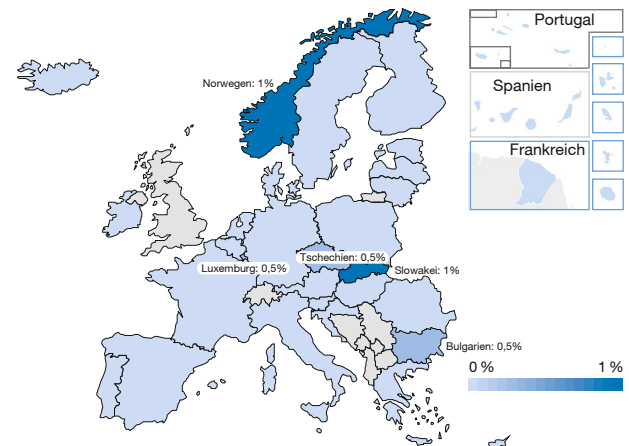 Portugal
Norwegen: 1%
Spanien
Frankreich
Tschechien: 0,5%
Luxemburg: 0,5%
Slowakei: 1%
Bulgarien: 0,5%
0 %
1 %